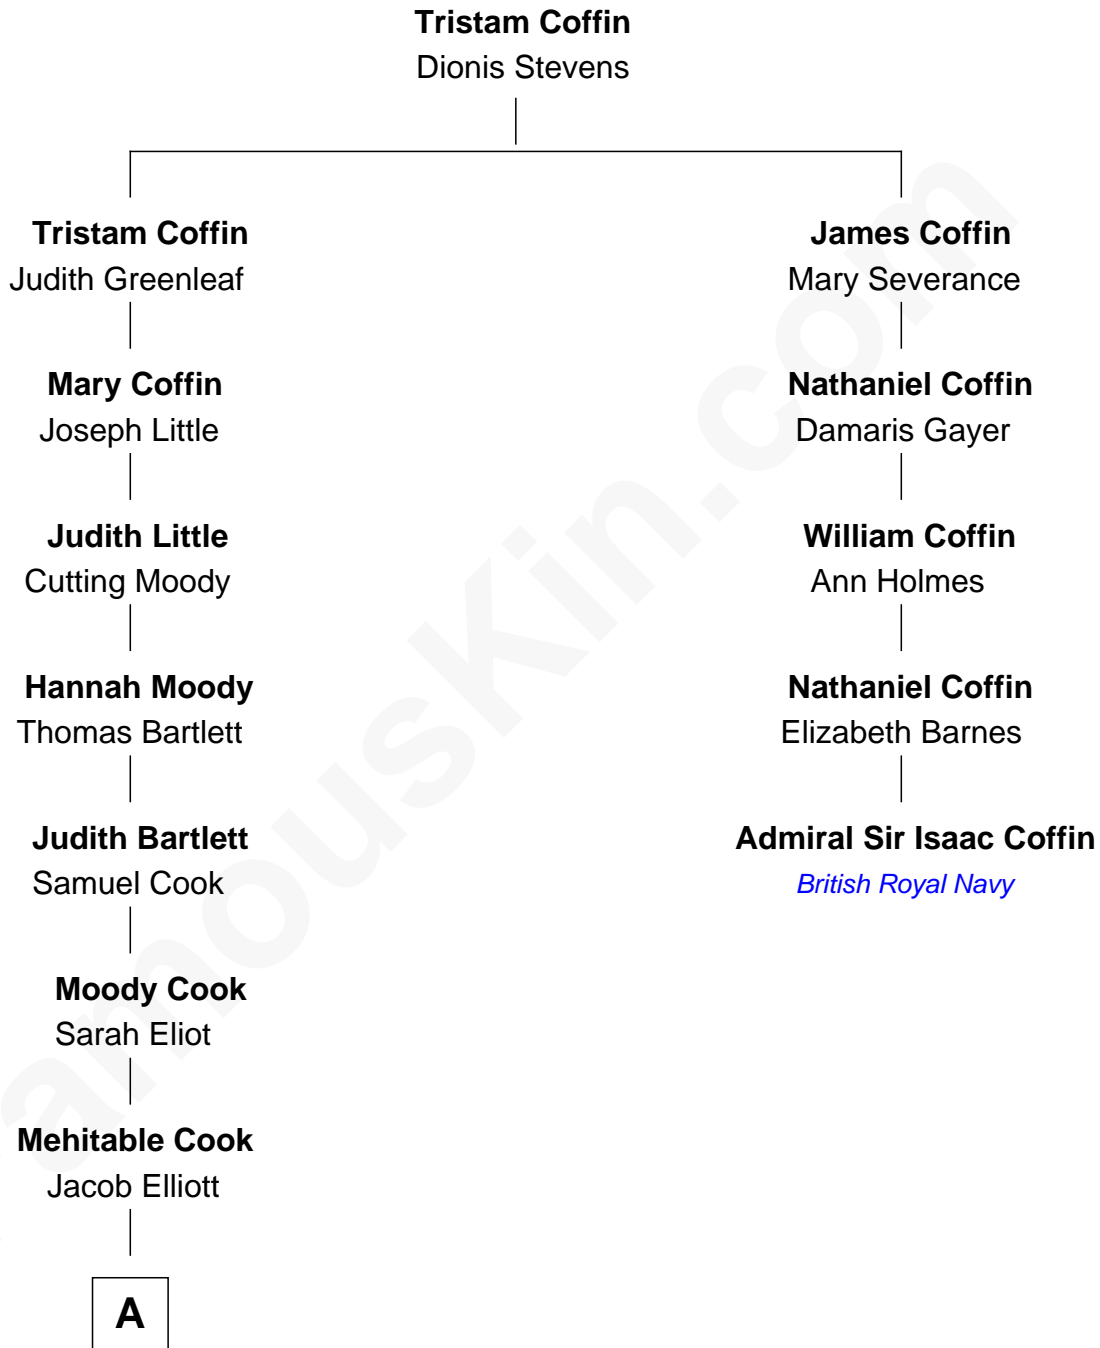 Tristam Coffin
Dionis Stevens
Tristam Coffin
Judith Greenleaf
James Coffin
Mary Severance
Mary Coffin
Joseph Little
Nathaniel Coffin
Damaris Gayer
Judith Little
Cutting Moody
William Coffin
Ann Holmes
Hannah Moody
Thomas Bartlett
Nathaniel Coffin
Elizabeth Barnes
Judith Bartlett
Samuel Cook
Admiral Sir Isaac Coffin
British Royal Navy
Moody Cook
Sarah Eliot
Mehitable Cook
Jacob Elliott
A
amousKin.com